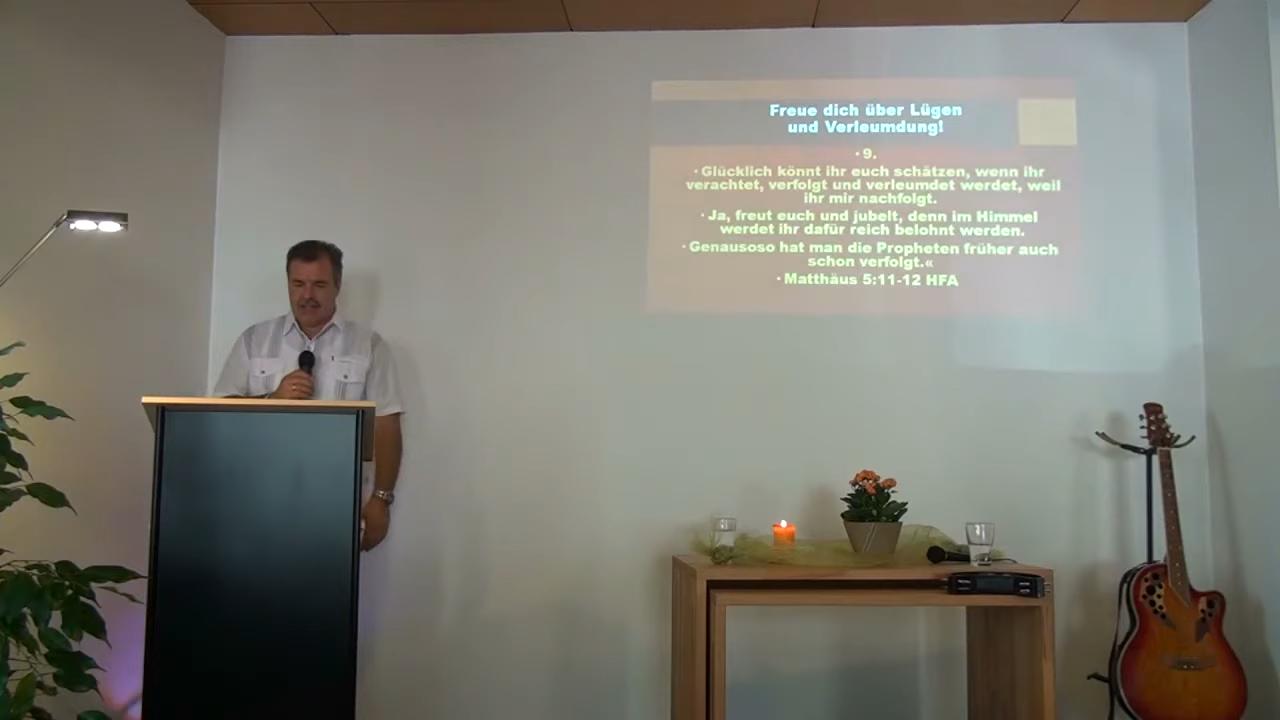 Freue dich über Lügen
und Verleumdung!
· 9.
· Glücklich könnt ihr euch schätzen, wenn ihr
verachtet, verfolgt und verleumdet werdet, weil
ihr mir nachfolgt.
· Ja, freut euch und jubelt, denn im Himmel
werdet ihr dafür reich belohnt werden.
· Genausoso hat man die Propheten früher auch
schon verfolgt.«
· Matthäus 5:11-12 HFA